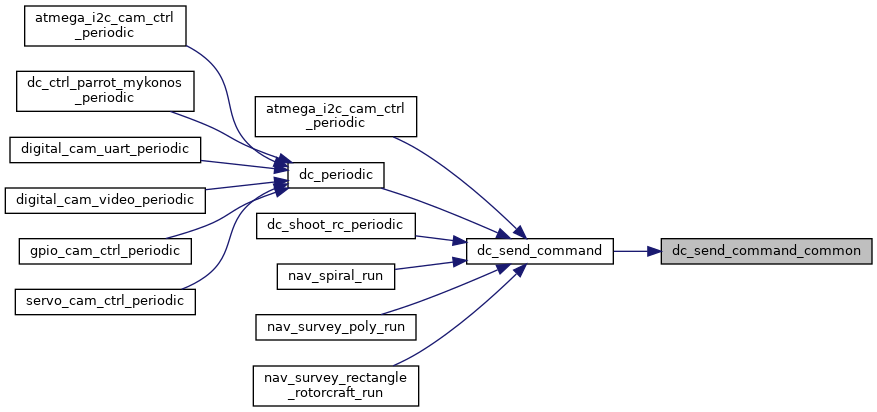 atmega_i2c_cam_ctrl
_periodic
dc_ctrl_parrot_mykonos
_periodic
digital_cam_uart_periodic
digital_cam_video_periodic
gpio_cam_ctrl_periodic
servo_cam_ctrl_periodic
atmega_i2c_cam_ctrl
_periodic
dc_periodic
dc_shoot_rc_periodic
nav_spiral_run
nav_survey_poly_run
nav_survey_rectangle
_rotorcraft_run
dc_send_command
dc_send_command_common